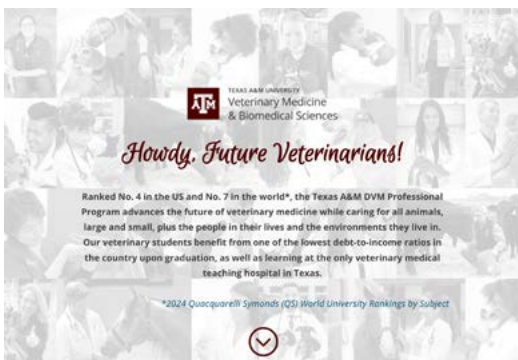 TEXAS A&M UNIVERSITY
Veterinary Medicine
& Biomedical Sciences
Howdy, Future Veterinarians!
Ranked No. 4 in the US and No. 7 in the world*, the Texas A&M DVM Professional
Program advances the future of veterinary medicine while caring for all animals,
large and small, plus the people in their lives and the environments they live in.
Our veterinary students benefit from one of the lowest debt-to-income ratios in
the country upon graduation, as well as learning at the only veterinary medical
teaching hospital in Texas.
*2024 Quacquarelli Symonds (QS) World University Rankings by Subject